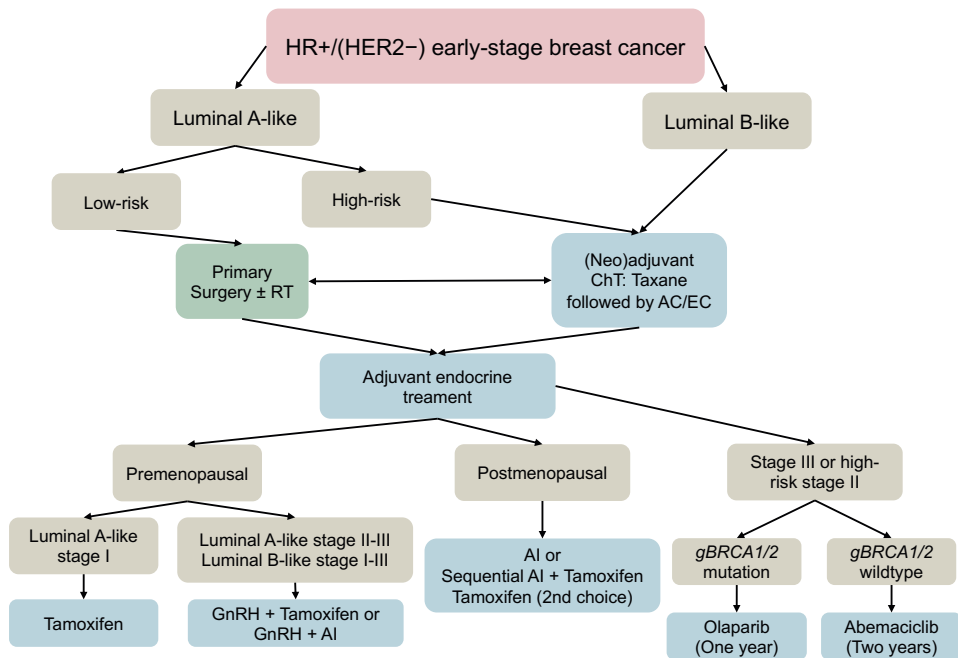 HR+/(HER2−) early-stage breast cancer
Luminal A-like
Luminal B-like
Low-risk
High-risk
Primary
Surgery ± RT
(Neo)adjuvant
ChT: Taxane
followed by AC/EC
Adjuvant endocrine
treament
Premenopausal
Postmenopausal
Stage III or high-
risk stage II
Luminal A-like
stage I
Luminal A-like stage II-III
Luminal B-like stage I-III
AI or
Sequential AI + Tamoxifen
Tamoxifen (2nd choice)
gBRCA1/2
mutation
gBRCA1/2
wildtype
Tamoxifen
GnRH + Tamoxifen or
GnRH + AI
Olaparib
(One year)
Abemaciclib
(Two years)